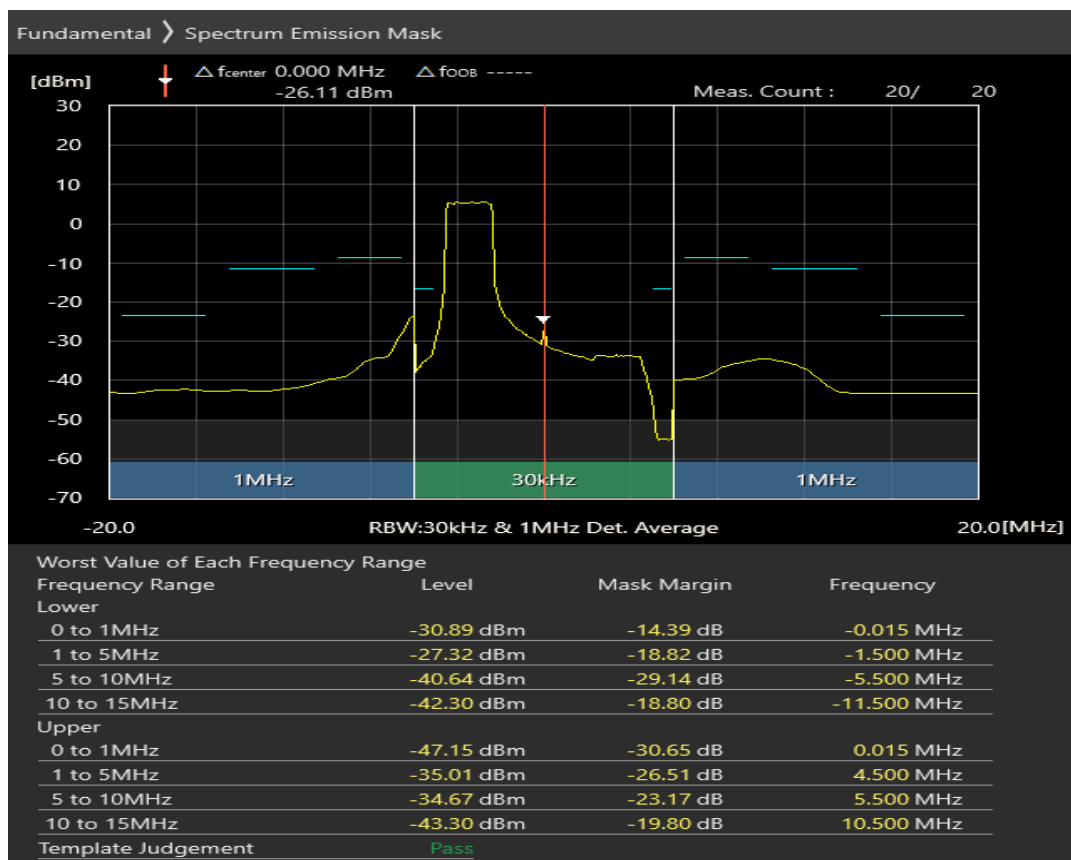 Fundamental ❯ Spectrum Emission Mask
[dBm] △ fcenter 0.000 MHz △ fOOB -----
-26.11 dBm Meas. Count : 20/ 20
30
20
10
0
-10
-20
-30
-40
-50
-60
-70
1MHz 30kHz 1MHz
-20.0 RBW:30kHz & 1MHz Det. Average 20.0[MHz]
Worst Value of Each Frequency Range
Frequency Range Level Mask Margin Frequency
Lower
0 to 1MHz -30.89 dBm -14.39 dB -0.015 MHz
1 to 5MHz -27.32 dBm -18.82 dB -1.500 MHz
5 to 10MHz -40.64 dBm -29.14 dB -5.500 MHz
10 to 15MHz -42.30 dBm -18.80 dB -11.500 MHz
Upper
0 to 1MHz -47.15 dBm -30.65 dB 0.015 MHz
1 to 5MHz -35.01 dBm -26.51 dB 4.500 MHz
5 to 10MHz -34.67 dBm -23.17 dB 5.500 MHz
10 to 15MHz -43.30 dBm -19.80 dB 10.500 MHz
Template Judgement Pass